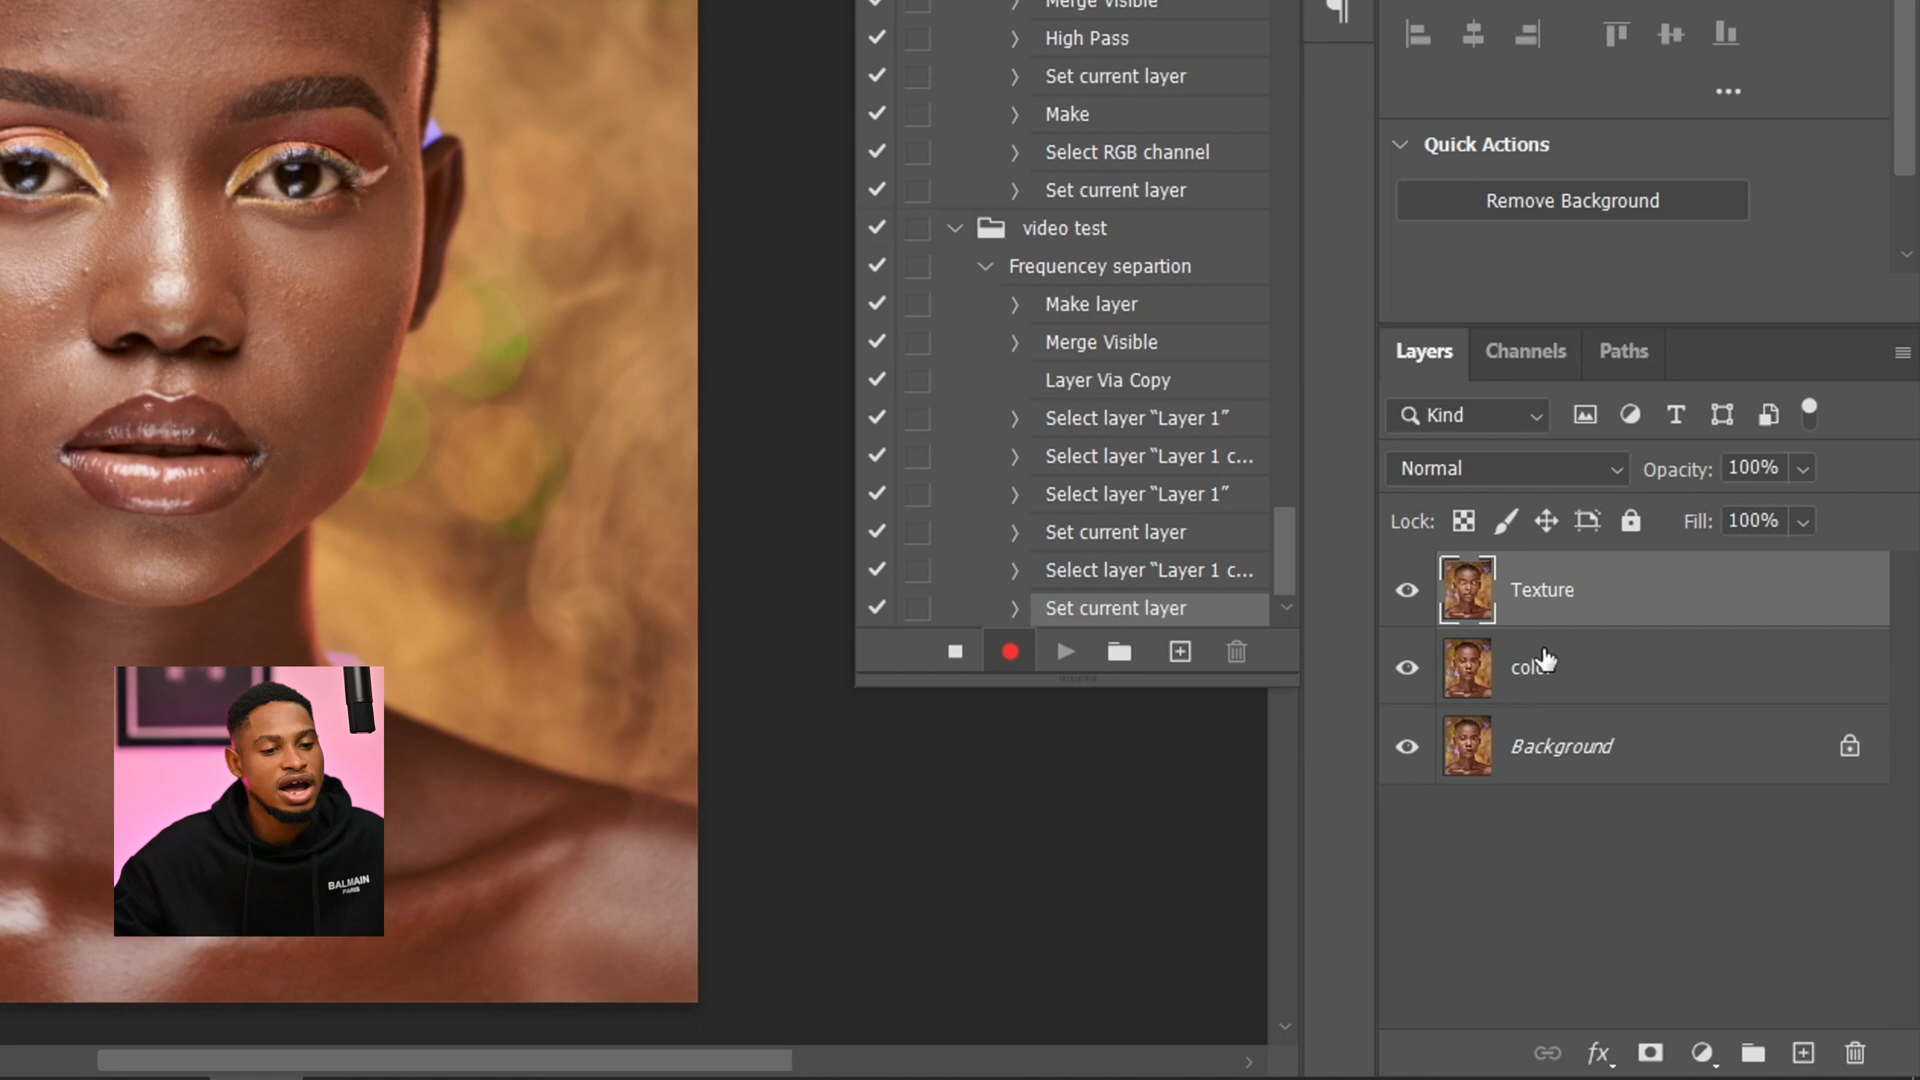 Merge Visible
High Pass
Set current layer
Make
Select RGB channel
Set current layer
video test
Frequencey separtion
Make layer
Merge Visible
Layer Via Copy
Select layer “Layer 1”
Select layer “Layer 1 c...
Select layer “Layer 1”
Set current layer
Select layer “Layer 1 c...
Set current layer
Quick Actions
Remove Background
Layers Channels Paths
Kind
Normal Opacity: 100%
Lock: Fill: 100%
Texture
color
Background
fx
BALMAIN
PARIS